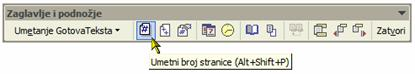 Zaglavlje i podnožje
Umetanje GotovaTeksta Zatvori
Umetni broj stranice (Alt+Shift+P)